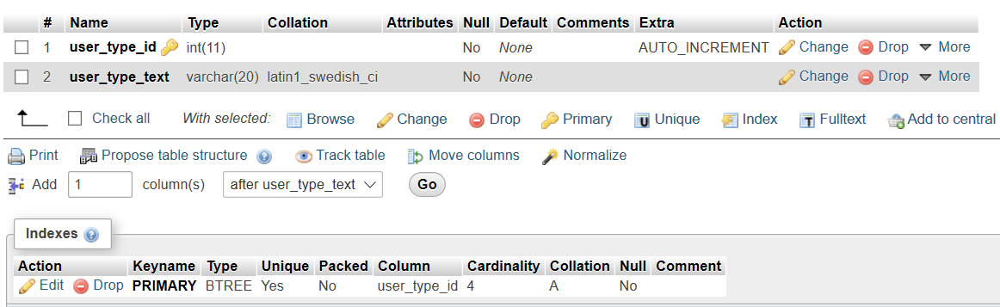 # Name Type Collation Attributes Null Default Comments Extra Action
1 user_type_id int(11) No None AUTO_INCREMENT Change Drop More
2 user_type_text varchar(20) latin1_swedish_ci No None Change Drop More
Check all With selected: Browse Change Drop Primary U Unique Index T Fulltext Add to central
Print Propose table structure ? Track table Move columns Normalize
Add 1 column(s) after user_type_text Go
Indexes ?
Action Keyname Type Unique Packed Column Cardinality Collation Null Comment
Edit Drop PRIMARY BTREE Yes No user_type_id 4 A No